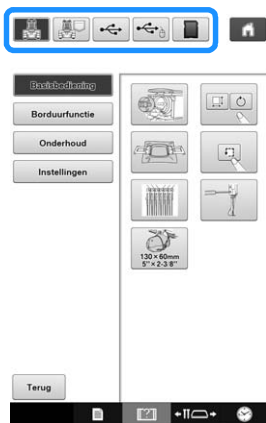 Basisbediening
Borduurfunctie
Onderhoud
Instellingen
130 × 60mm
5" × 2-3/8"
Terug